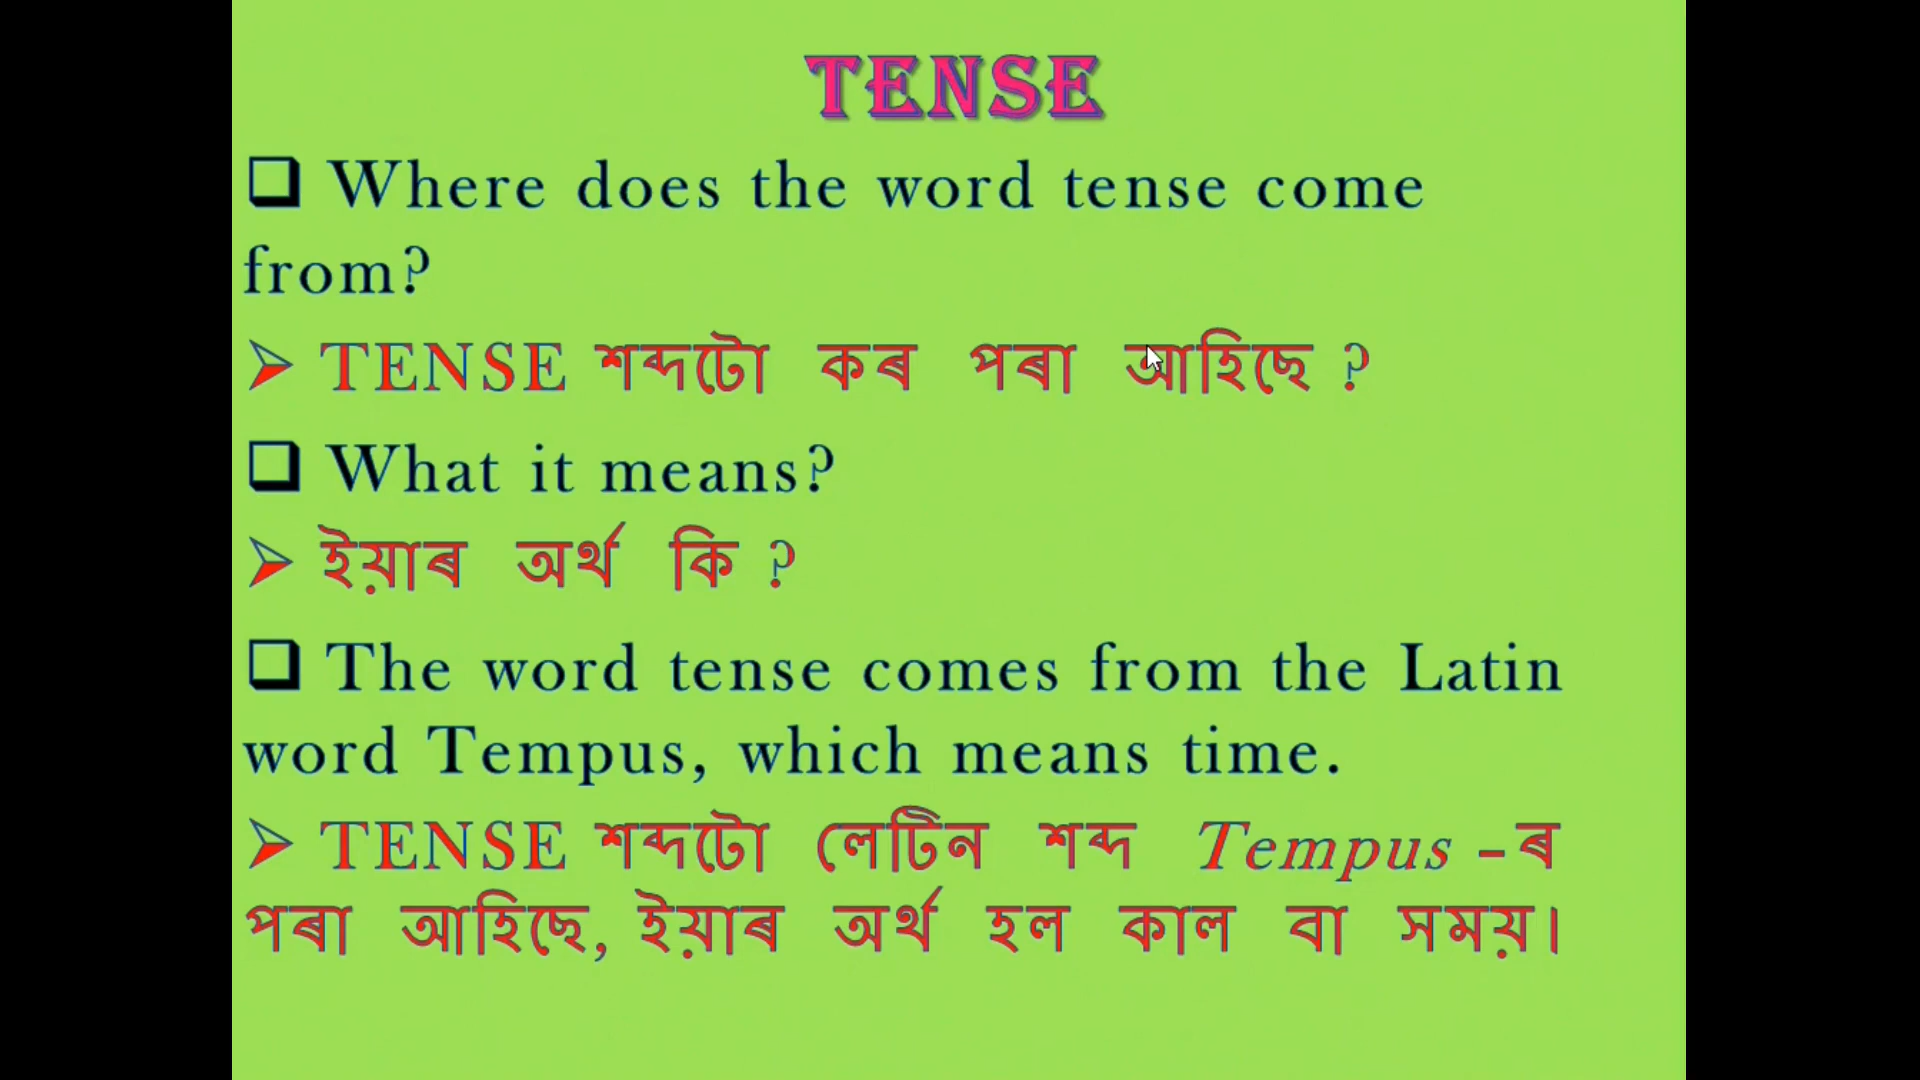 TENSE
❑ Where does the word tense come
from?
➢ TENSE শব্দটো কৰ পৰা আহিছে ?
❑ What it means?
➢ ইয়াৰ অৰ্থ কি ?
❑ The word tense comes from the Latin
word Tempus, which means time.
➢ TENSE শব্দটো লেটিন শব্দ Tempus -ৰ
পৰা আহিছে, ইয়াৰ অৰ্থ হল কাল বা সময়।